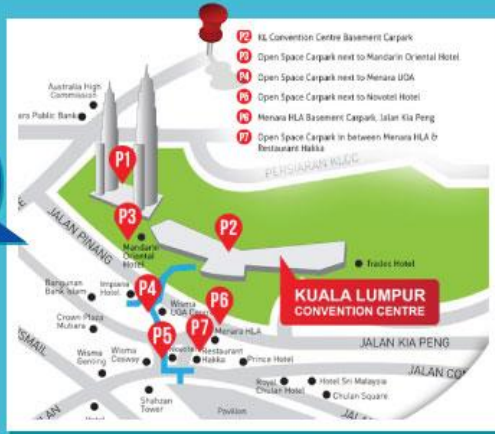 P2 KL Convention Centre Basement Carpark
P3 Open Space Carpark next to Mandarin Oriental Hotel
P4 Open Space Carpark next to Menara UOA
P5 Open Space Carpark next to Novotel Hotel
P6 Menara HLA Basement Carpark, Jalan Kia Peng
P7 Open Space Carpark in between Menara HLA &
Restaurant Hakka
Australia High
Commission
Public Bank
PERSIARAN KLCC
P1
P3
P2
JALAN PINANG
Mandarin
Oriental
Hotel
Trades Hotel
Bangunan
Bank Islam
Impiana
Hotel
P4
Wisma
UOA
P6
KUALA LUMPUR
CONVENTION CENTRE
Crown Plaza
Mutiara
P5
P7
Menara HLA
JALAN KIA PENG
Wisma
Genting
Wisma
Cosway
Restaurant
Hakka
Prince Hotel
Royal
Chulan Hotel
Hotel Sri Malaysia
Chulan Square
Shahzan
Tower
Pavilion
JALAN